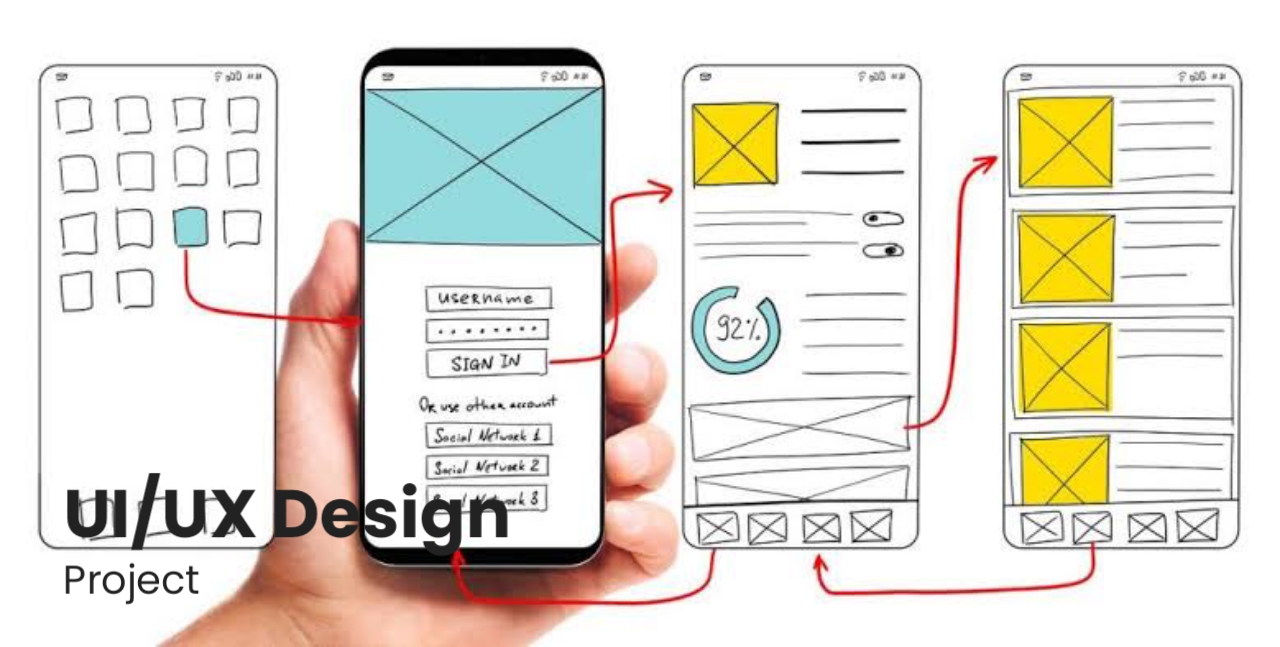 UseRName
SIGN IN
Or use other account
Social Network 1
Social Network 2
Social Network 3
92%
UI/UX Design
Project